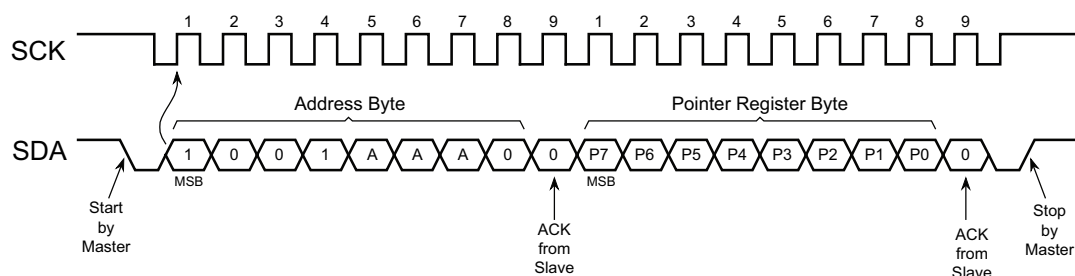 1 2 3 4 5 6 7 8 9 1 2 3 4 5 6 7 8 9
SCK
Address Byte Pointer Register Byte
SDA 1 0 0 1 A A A 0 0 P7 P6 P5 P4 P3 P2 P1 P0 0
MSB MSB
Start
by
Master
ACK
from
Slave
ACK
from
Slave
Stop
by
Master